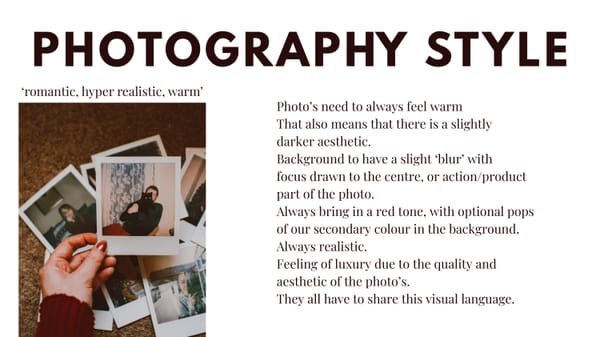 PHOTOGRAPHY STYLE
‘romantic, hyper realistic, warm’
Photo’s need to always feel warm
That also means that there is a slightly
darker aesthetic.
Background to have a slight ‘blur’ with
focus drawn to the centre, or action/product
part of the photo.
Always bring in a red tone, with optional pops
of our secondary colour in the background.
Always realistic.
Feeling of luxury due to the quality and
aesthetic of the photo’s.
They all have to share this visual language.